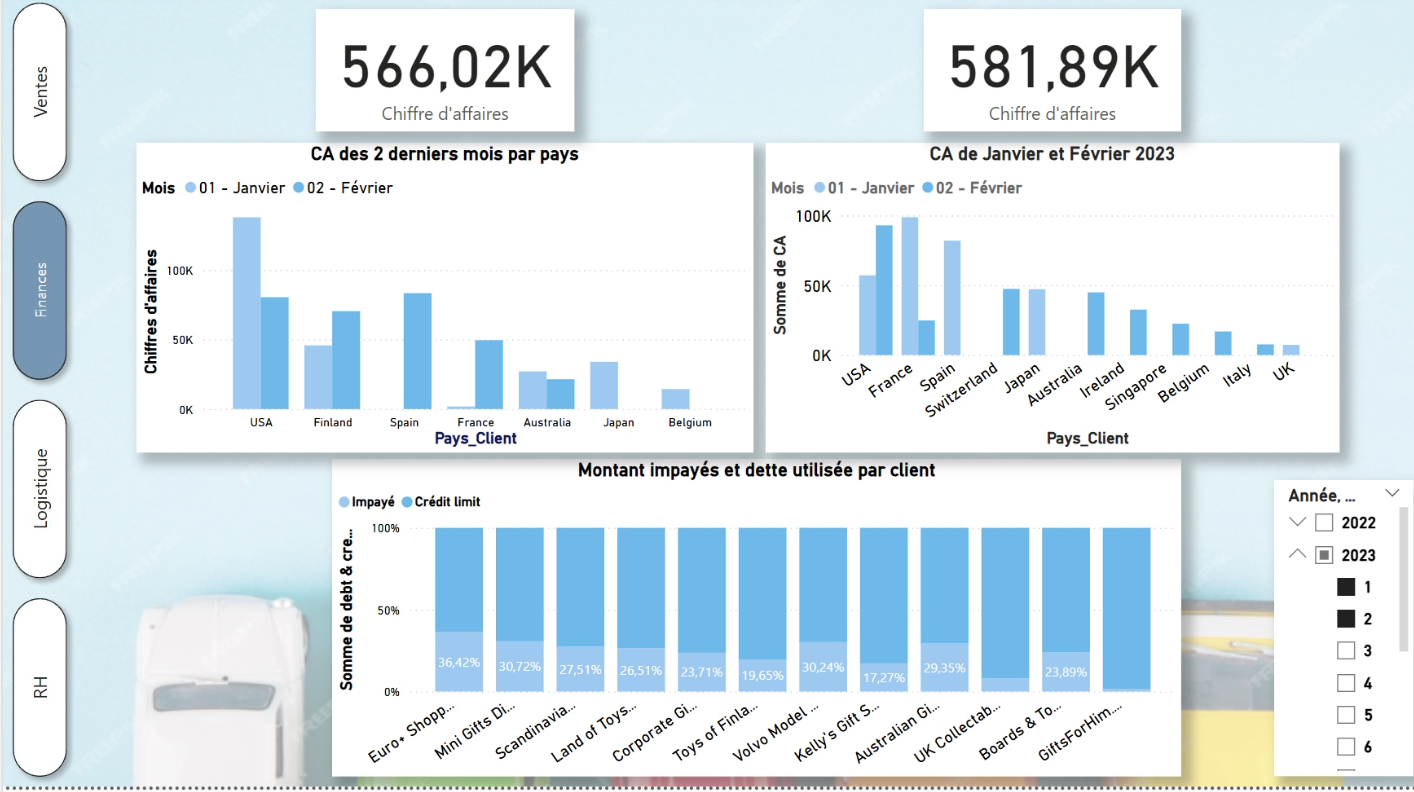 Ventes
Finances
Logistique
RH
566,02K
Chiffre d'affaires
581,89K
Chiffre d'affaires
CA des 2 derniers mois par pays
Mois 01 - Janvier 02 - Février
Chiffres d'affaires
100K
50K
0K
USA Finland Spain France Australia Japan Belgium
Pays_Client
CA de Janvier et Février 2023
Mois 01 - Janvier 02 - Février
Somme de CA
100K
50K
0K
USA France Spain Switzerland Japan Australia Ireland Singapore Belgium Italy UK
Pays_Client
Montant impayés et dette utilisée par client
Impayé Crédit limit
Somme de debt & cre...
100%
50%
0%
36,42% 30,72% 27,51% 26,51% 23,71% 19,65% 30,24% 17,27% 29,35% 23,89%
Euro+ Shopp... Mini Gifts Di... Scandinavia... Land of Toys... Corporate Gi... Toys of Finla... Volvo Model ... Kelly's Gift S... Australian Gi... UK Collectab... Boards & To... GiftsForHim....
Année, ...
2022
2023
1
2
3
4
5
6